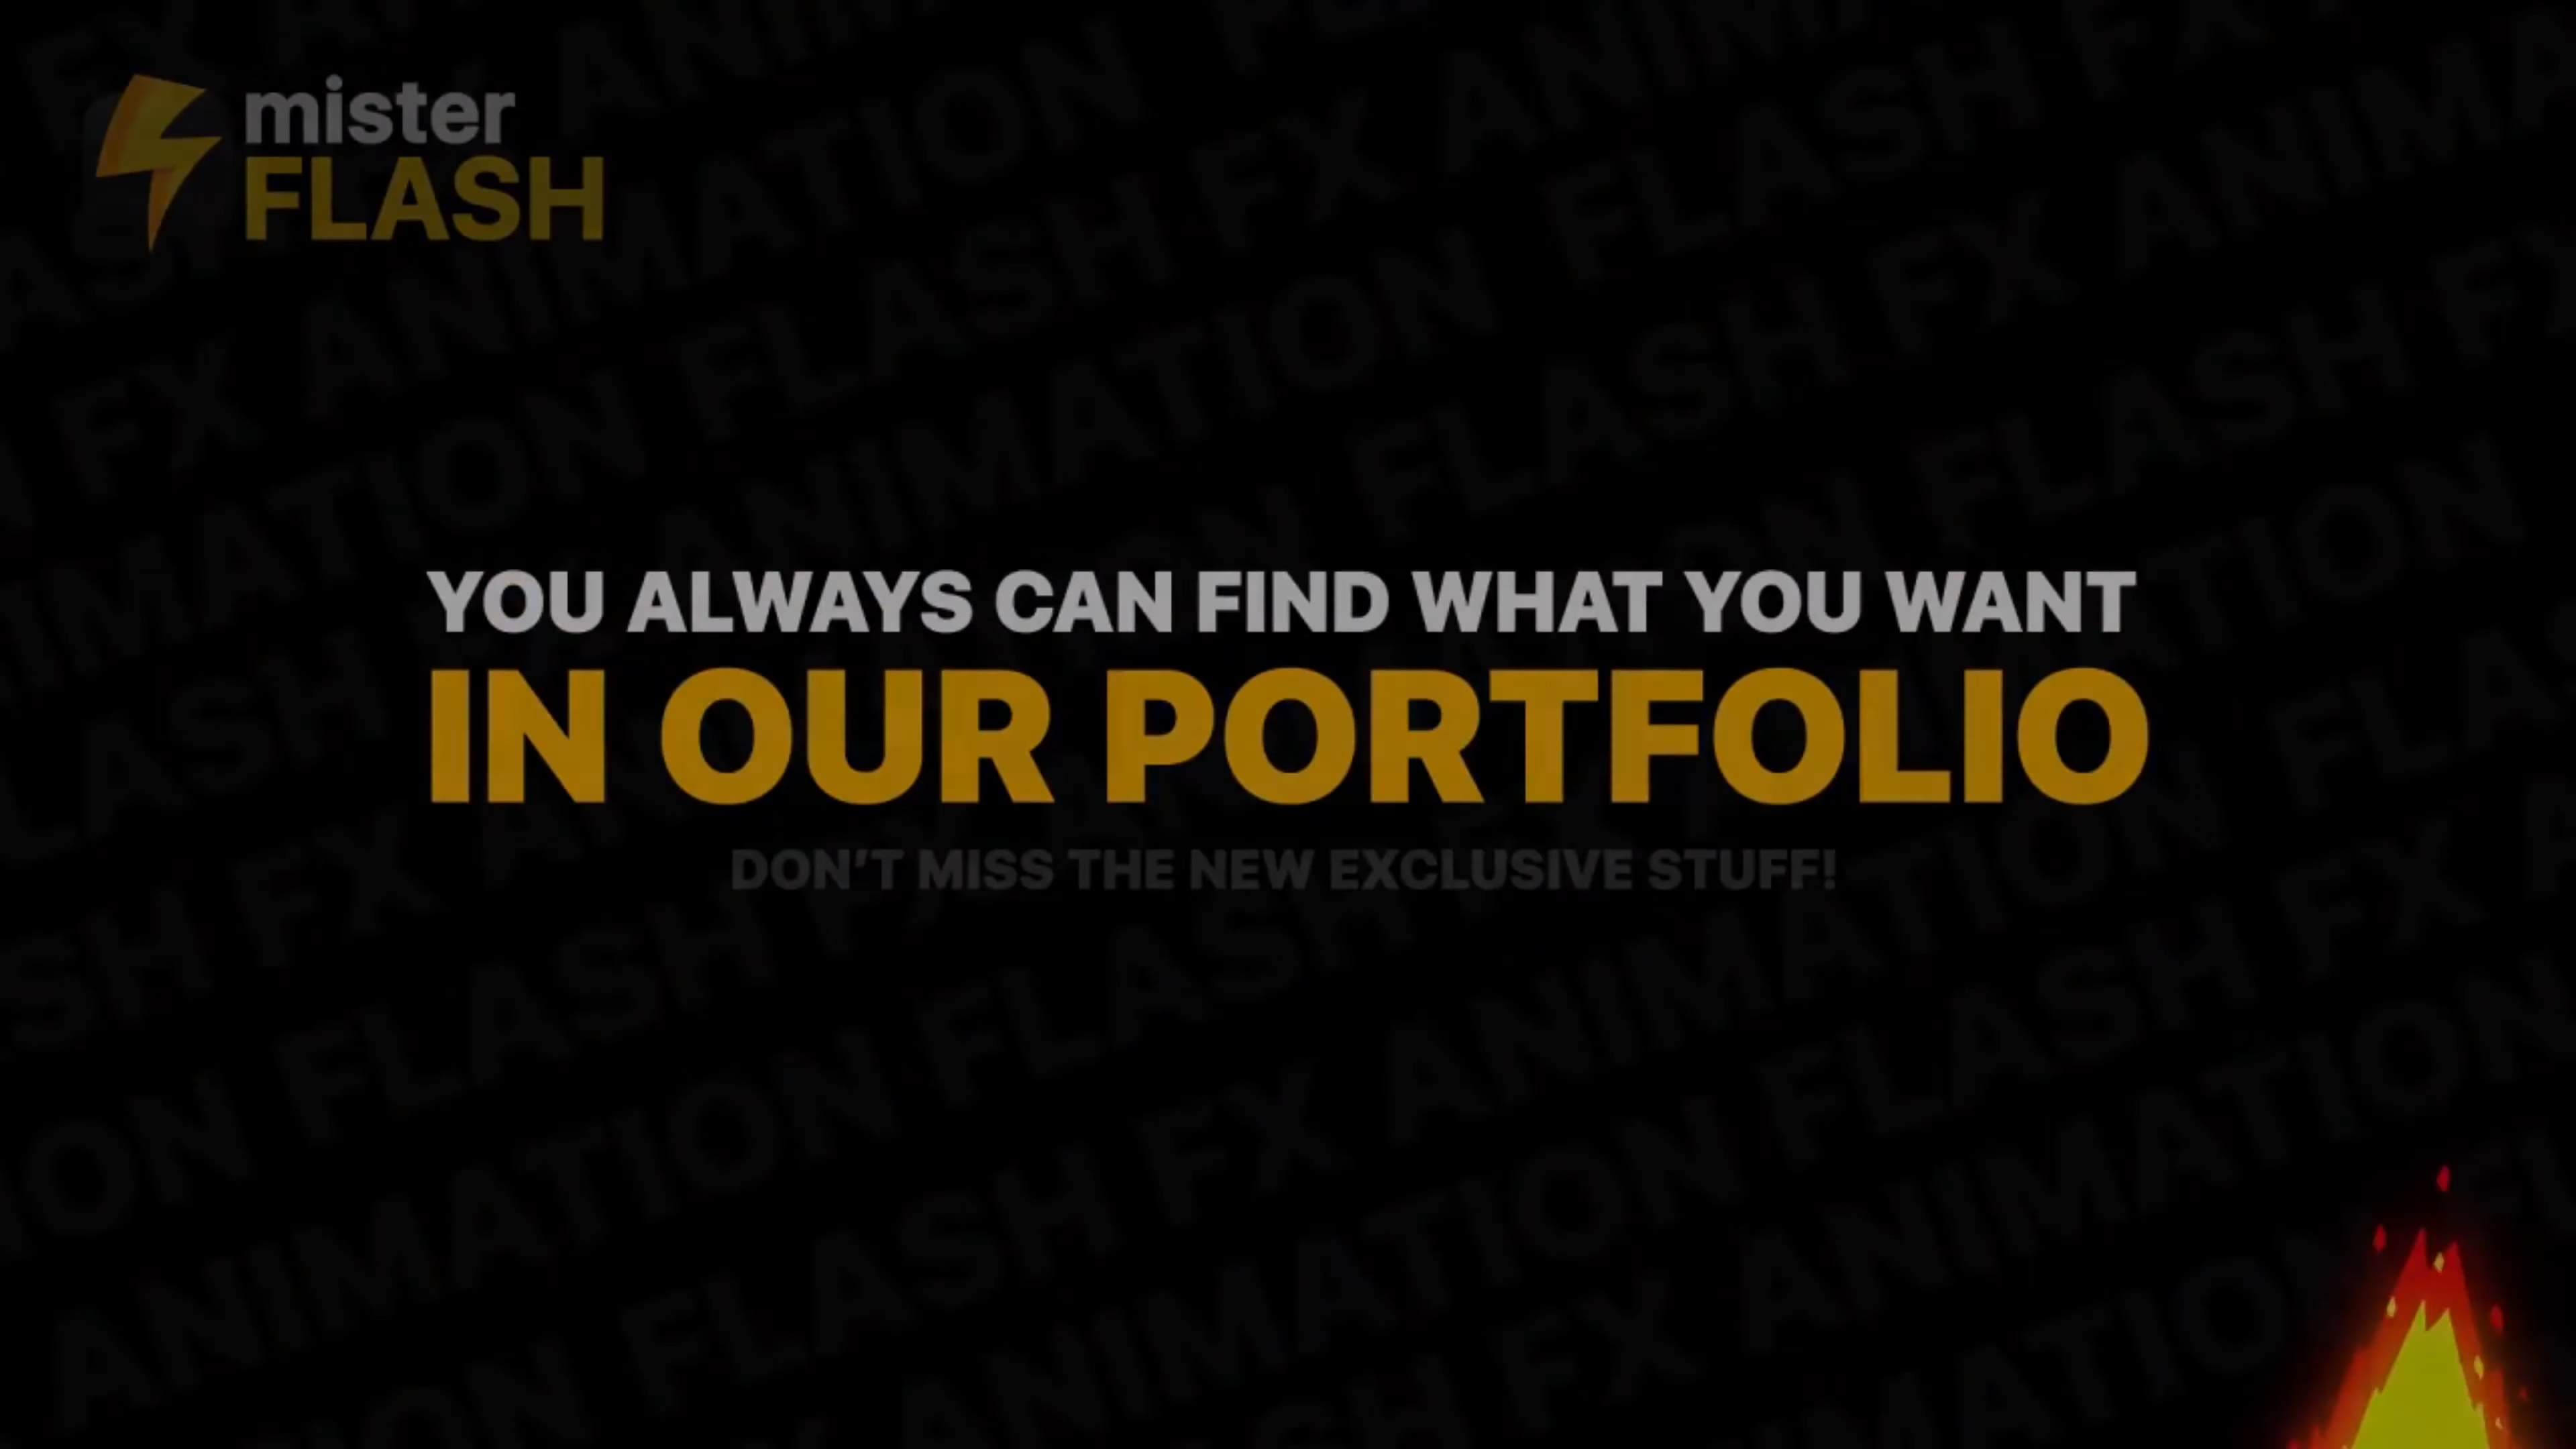 mister
FLASH
YOU ALWAYS CAN FIND WHAT YOU WANT
IN OUR PORTFOLIO
DON'T MISS THE NEW EXCLUSIVE STUFF!